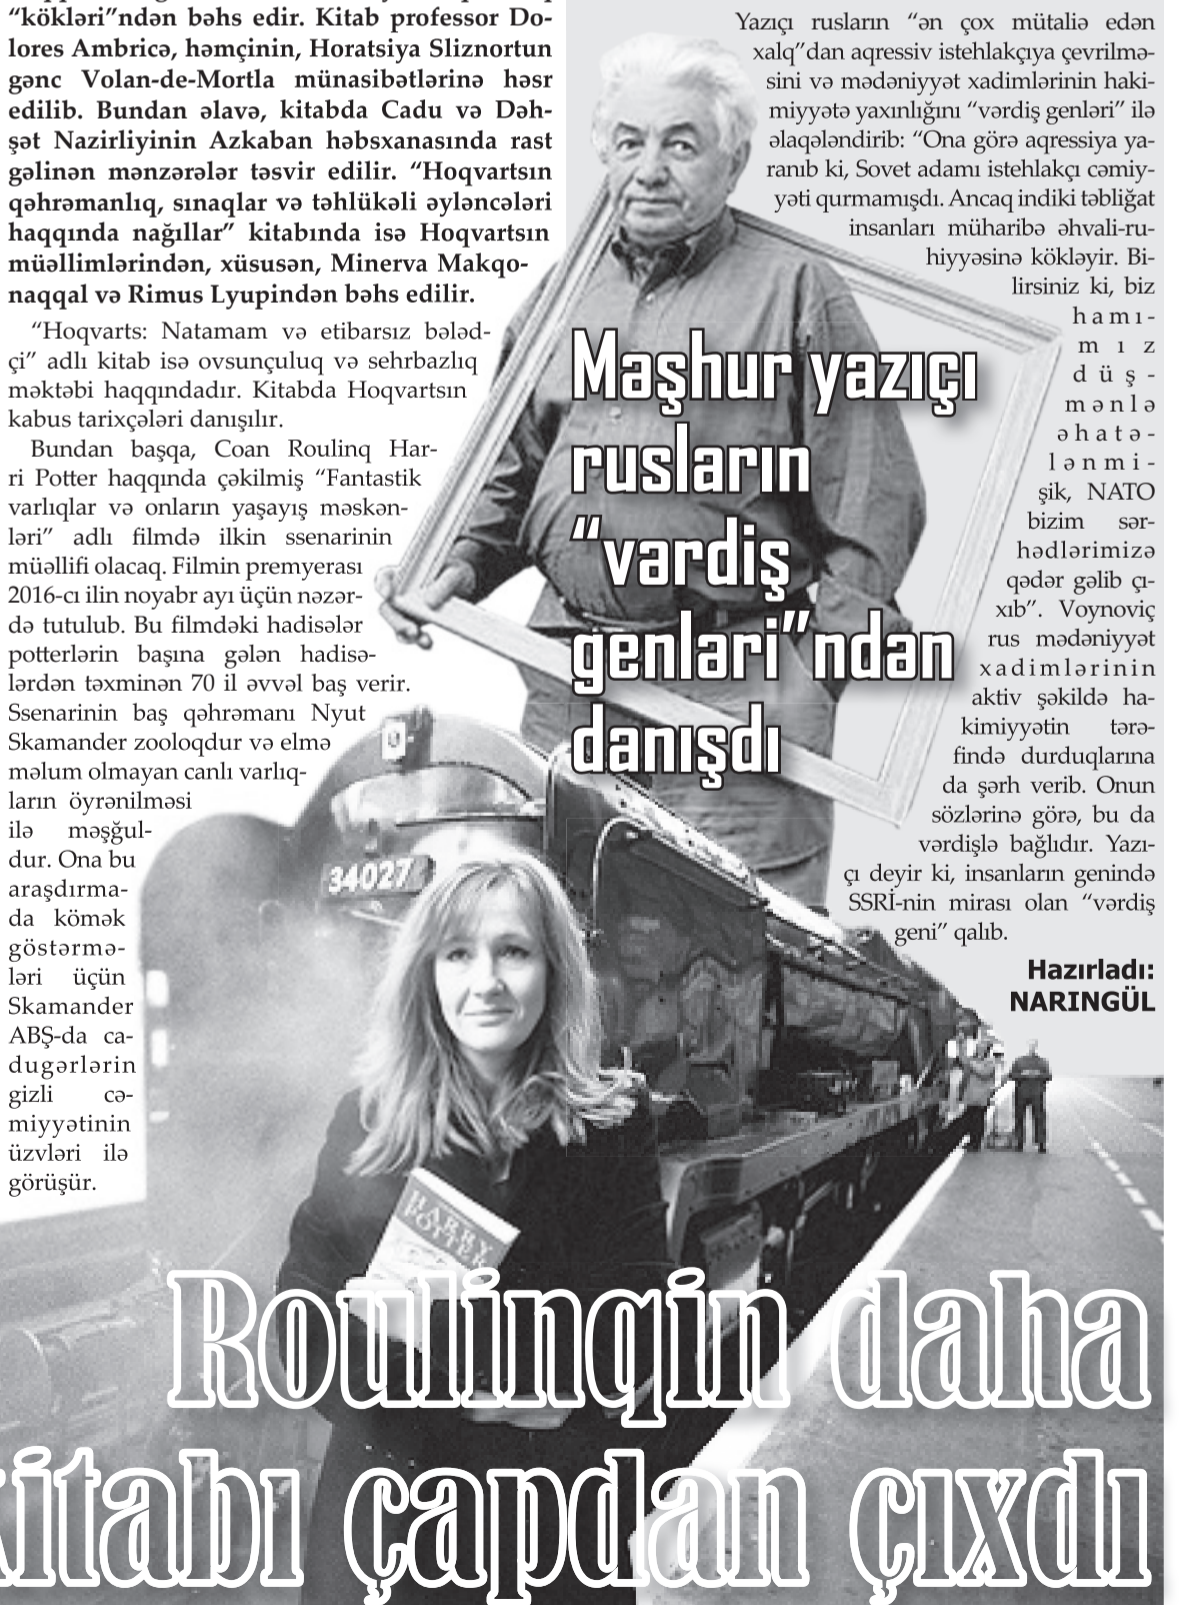 “kökləri”ndən bəhs edir. Kitab professor Do-
lores Ambricə, həmçinin, Horatsiya Sliznortun
gənc Volan-de-Mortla münasibətlərinə həsr
edilib. Bundan əlavə, kitabda Cadu və Dəh-
şət Nazirliyinin Azkaban həbsxanasında rast
gəlinən mənzərələr təsvir edilir. “Hoqvartsın
qəhrəmanlıq, sınaqlar və təhlükəli əyləncələri
haqqında nağıllar” kitabında isə Hoqvartsın
müəllimlərindən, xüsusən, Minerva Makqo-
naqqal və Rimus Lyupindən bəhs edilir.
“Hoqvarts: Natamam və etibarsız bələd-
çi” adlı kitab isə ovsunçuluq və sehrbazlıq
məktəbi haqqındadır. Kitabda Hoqvartsın
kabus tarixçələri danışılır.
Bundan başqa, Coan Roulinq Har-
ri Potter haqqında çəkilmiş “Fantastik
varlıqlar və onların yaşayış məskən-
ləri” adlı filmdə ilkin ssenarinin
müəllifi olacaq. Filmin premyerası
2016-cı ilin noyabr ayı üçün nəzər-
də tutulub. Bu filmdəki hadisələr
potterlərin başına gələn hadisə-
lərdən təxminən 70 il əvvəl baş verir.
Ssenarinin baş qəhrəmanı Nyut
Skamander zooloqdur və elmə
məlum olmayan canlı varlıq-
ların öyrənilməsi
ilə məşğul-
dur. Ona bu
araşdırma-
da kömək
göstərmə-
ləri üçün
Skamander
ABŞ-da ca-
dugərlərin
gizli cə-
miyyətinin
üzvləri ilə
görüşür.
Yazıçı rusların “ən çox mütaliə edən
xalq”dan aqressiv istehlakçıya çevrilmə-
sini və mədəniyyət xadimlərinin haki-
miyyətə yaxınlığını “vərdiş genləri” ilə
əlaqələndirib: “Ona görə aqressiya ya-
ranıb ki, Sovet adamı istehlakçı cəmiy-
yəti qurmamışdı. Ancaq indiki təbliğat
insanları müharibə əhvali-ru-
hiyyəsinə kökləyir. Bi-
lirsiniz ki, biz
hamı-
mız
düş-
mənlə
əhatə-
lənmi-
şik, NATO
bizim sər-
hədlərimizə
qədər gəlib çı-
xıb”. Voynoviç
rus mədəniyyət
xadimlərinin
aktiv şəkildə ha-
kimiyyətin tərə-
fində durduqlarına
da şərh verib. Onun
sözlərinə görə, bu da
vərdişlə bağlıdır. Yazı-
çı deyir ki, insanların genində
SSRİ-nin mirası olan “vərdiş
geni” qalıb.
Hazırladı:
NARINGÜL
Məşhur yazıçı
rusların
“vərdiş
genləri”ndən
danışdı
34027
HARRY
POTTER
Roulinqin daha
kitabı çapdan çıxdı